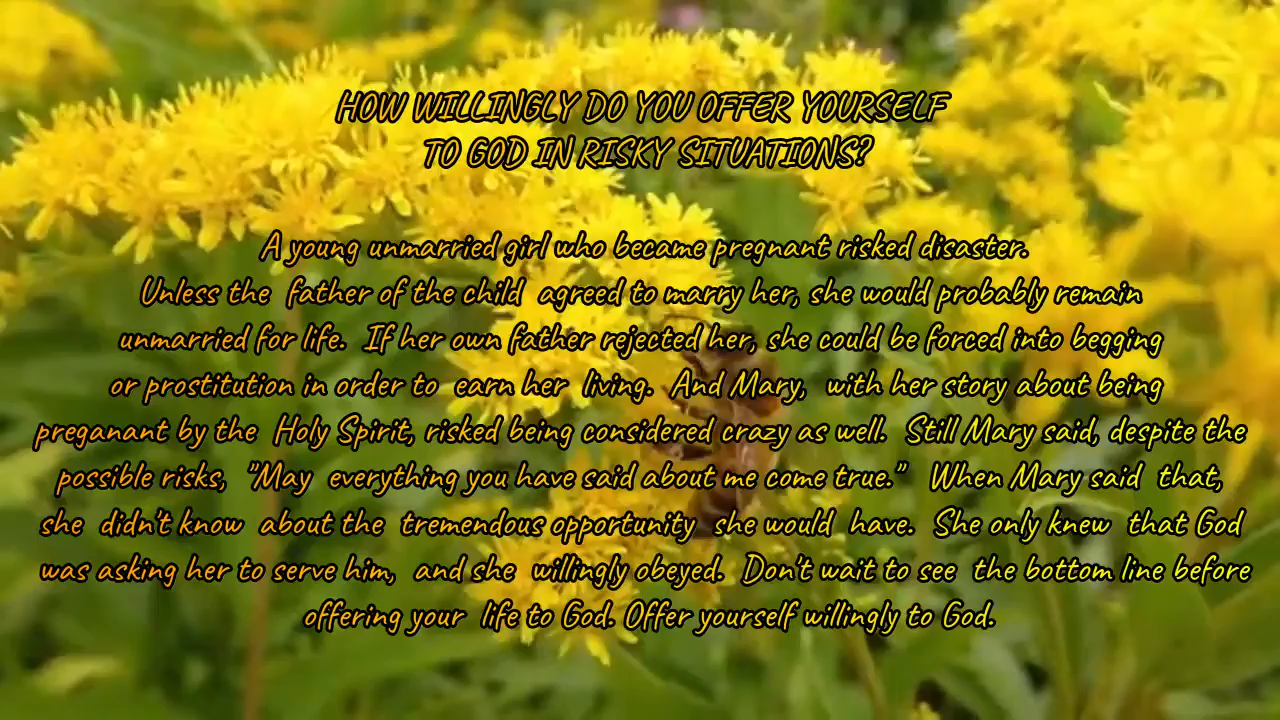 HOW WILLINGLY DO YOU OFFER YOURSELF
TO GOD IN RISKY SITUATIONS?
A young unmarried girl who became pregnant risked disaster.
Unless the father of the child agreed to marry her, she would probably remain
unmarried for life. If her own father rejected her, she could be forced into begging
or prostitution in order to earn her living. And Mary, with her story about being
preganant by the Holy Spirit, risked being considered crazy as well. Still Mary said, despite the
possible risks, "May everything you have said about me come true." When Mary said that,
she didn't know about the tremendous opportunity she would have. She only knew that God
was asking her to serve him, and she willingly obeyed. Don't wait to see the bottom line before
offering your life to God. Offer yourself willingly to God.